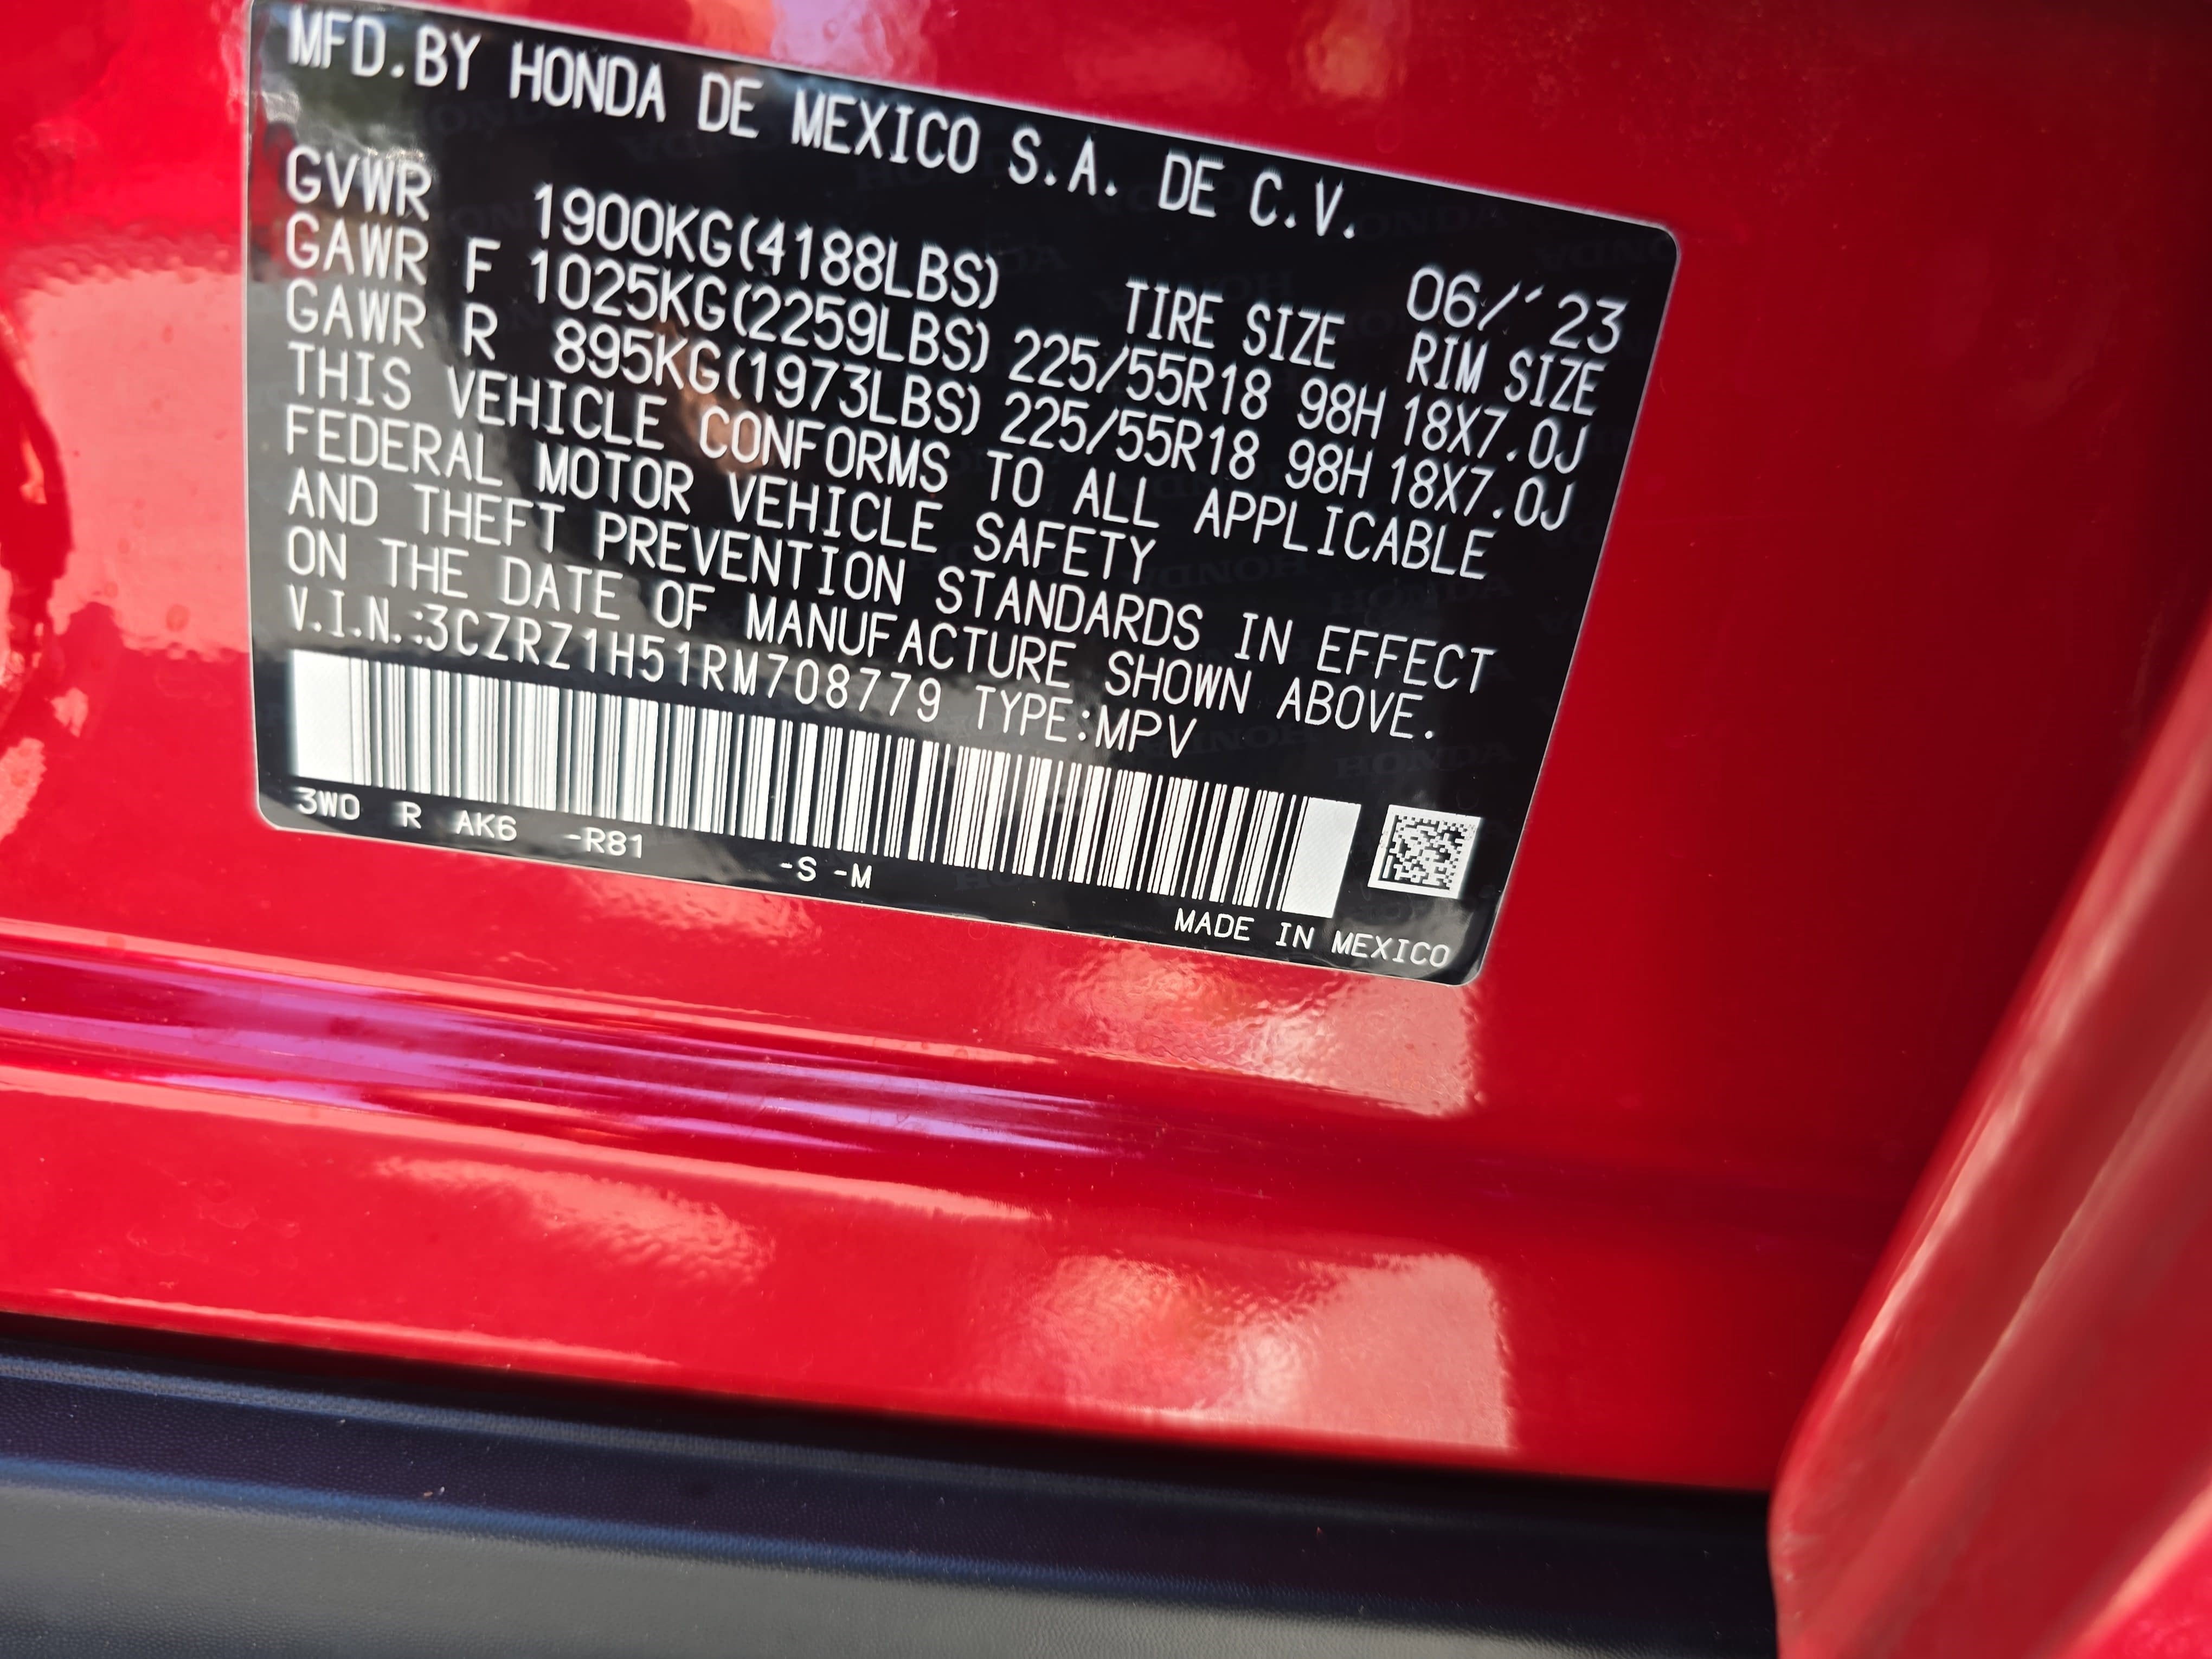 MFD.BY HONDA DE MEXICO S.A. DE C.V.
06/´23
GVWR 1900KG(4188LBS) TIRE SIZE RIM SIZE
GAWR F 1025KG(2259LBS) 225/55R18 98H 18X7.0J
GAWR R 895KG(1973LBS) 225/55R18 98H 18X7.0J
THIS VEHICLE CONFORMS TO ALL APPLICABLE
FEDERAL MOTOR VEHICLE SAFETY
AND THEFT PREVENTION STANDARDS IN EFFECT
ON THE DATE OF MANUFACTURE SHOWN ABOVE.
V.I.N.:3CZRZ1H51RM708779 TYPE:MPV
3WO R AK6 -R81 -S -M
MADE IN MEXICO